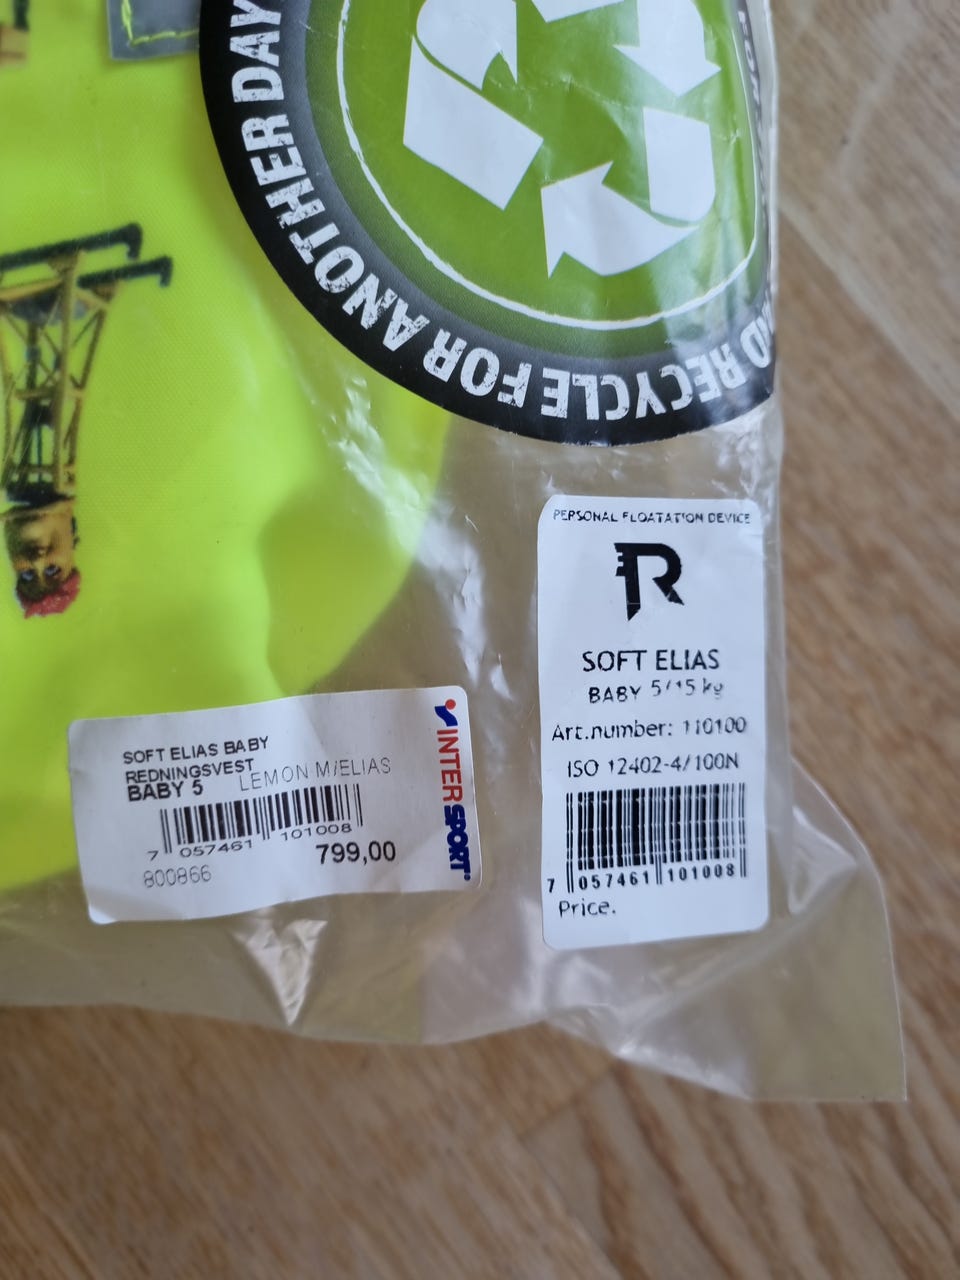 AND RECYCLE FOR ANOTHER DAY
PERSONAL FLOATATION DEVICE
R
SOFT ELIAS
BABY 5/15 kg
Art.number: 110100
ISO 12402-4/100N
7 057461 101008
Price.
SOFT ELIAS BABY
REDNINGSVEST
BABY 5 LEMON M/ELIAS
7 057461 101008
799,00
800866
INTERSPORT